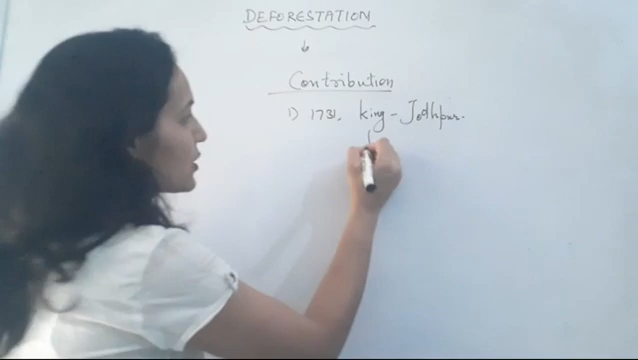 DEFORESTATION
Contribution
1) 1731, king - Jodhpur.